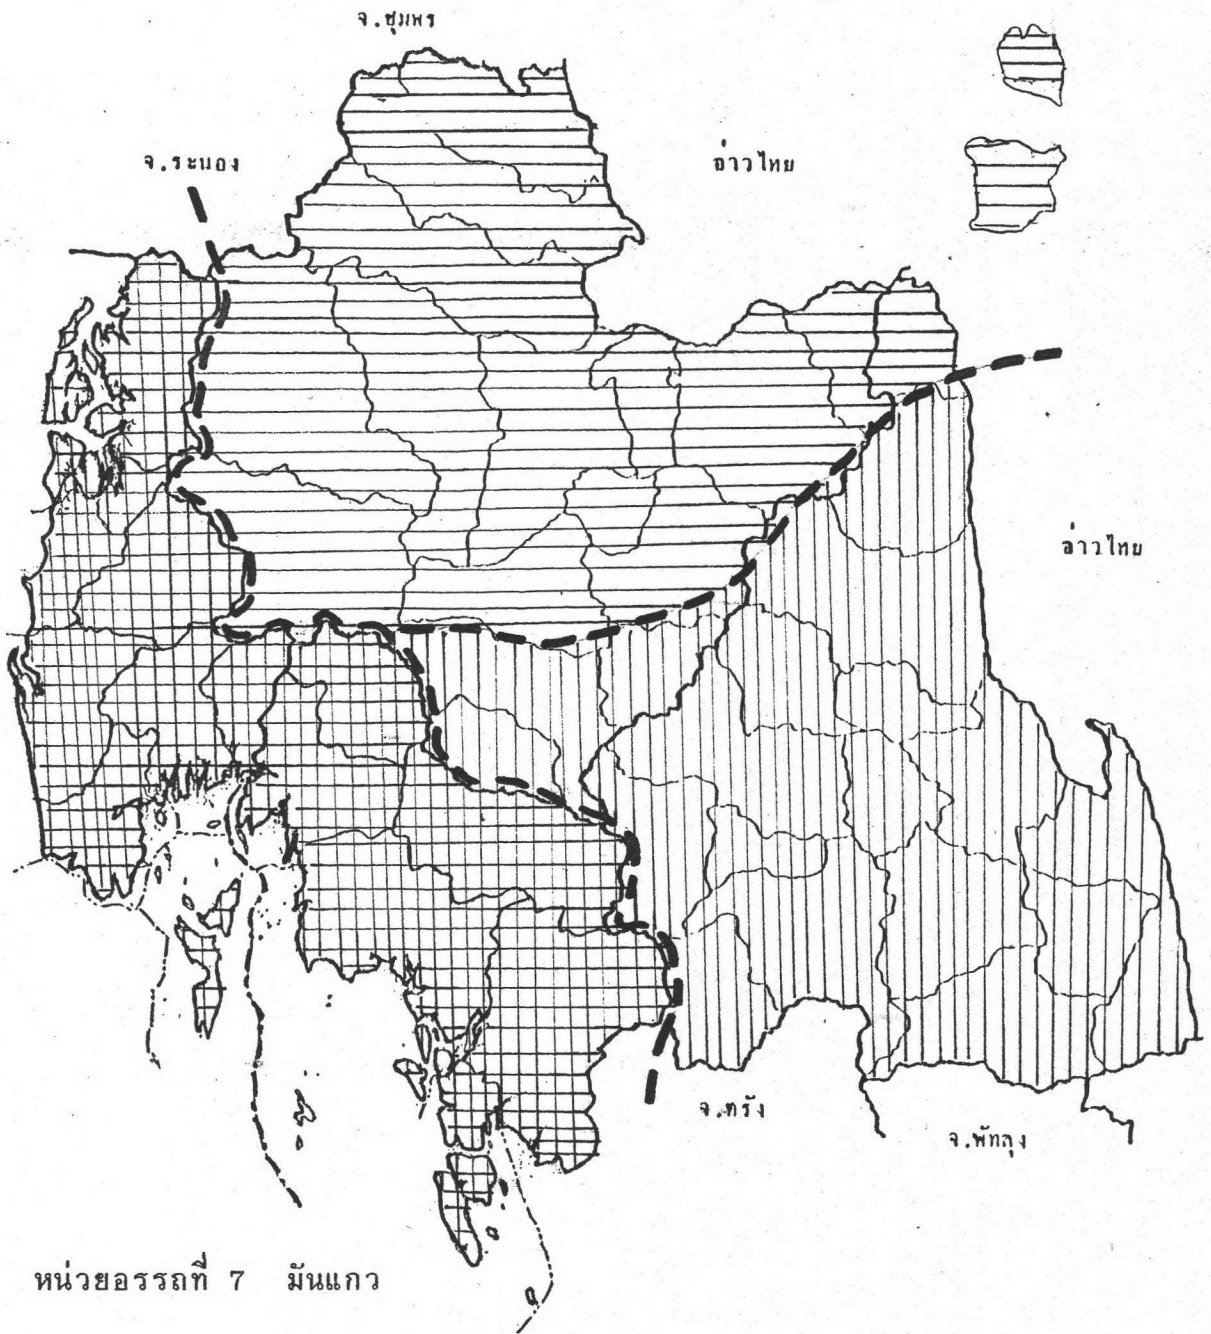 จ.ชุมพร
จ.ระนอง
อ่าวไทย
อ่าวไทย
จ.ตรัง
จ.พัทลุง
หน่วยอรรถที่ 7 มันแกว